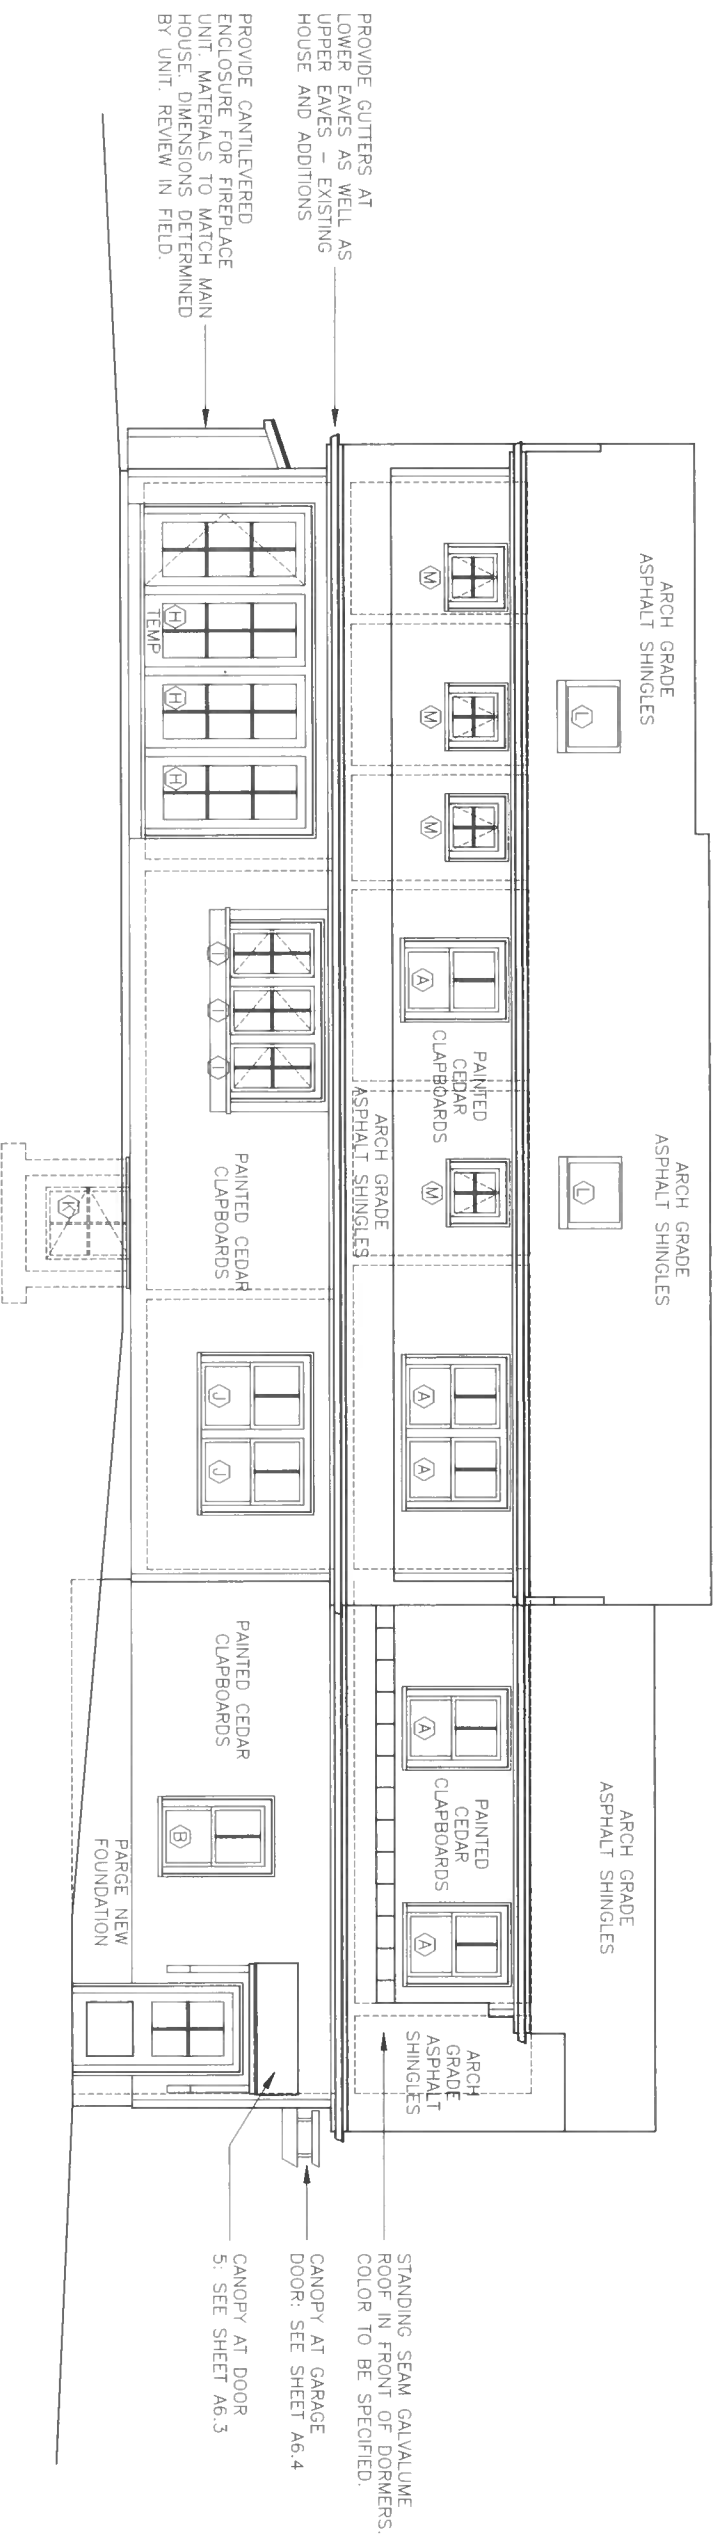 PROVIDE GUTTERS AT
LOWER EAVES AS WELL AS
UPPER EAVES – EXISTING
HOUSE AND ADDITIONS
PROVIDE CANTILEVERED
ENCLOSURE FOR FIREPLACE
UNIT. MATERIALS TO MATCH MAIN
HOUSE. DIMENSIONS DETERMINED
BY UNIT. REVIEW IN FIELD.
ARCH GRADE
ASPHALT SHINGLES
L
ARCH GRADE
ASPHALT SHINGLES
L
ARCH GRADE
ASPHALT SHINGLES
M
M
M
A
PAINTED
CEDAR
CLAPBOARDS
M
A
A
A
PAINTED
CEDAR
CLAPBOARDS
A
ARCH
GRADE
ASPHALT
SHINGLES
ARCH GRADE
ASPHALT SHINGLES
H
TEMP
H
H
I
I
I
PAINTED CEDAR
CLAPBOARDS
K
J
J
PAINTED CEDAR
CLAPBOARDS
B
PARGE NEW
FOUNDATION
STANDING SEAM GALVALUME
ROOF IN FRONT OF DORMERS.
COLOR TO BE SPECIFIED.
CANOPY AT GARAGE
DOOR: SEE SHEET A6.4
CANOPY AT DOOR
5: SEE SHEET A6.3